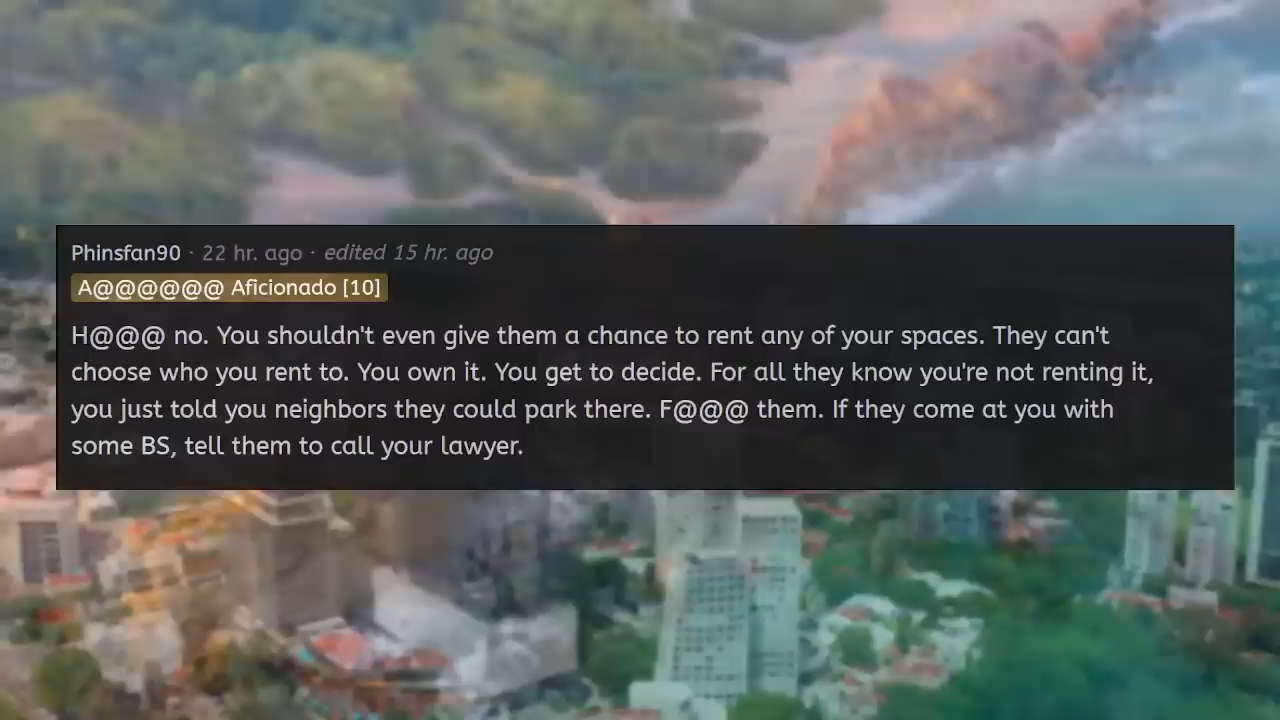 Phinsfan90 · 22 hr. ago · edited 15 hr. ago
A@@@@@@ Aficionado [10]
H@@@ no. You shouldn't even give them a chance to rent any of your spaces. They can't
choose who you rent to. You own it. You get to decide. For all they know you're not renting it,
you just told you neighbors they could park there. F@@@ them. If they come at you with
some BS, tell them to call your lawyer.